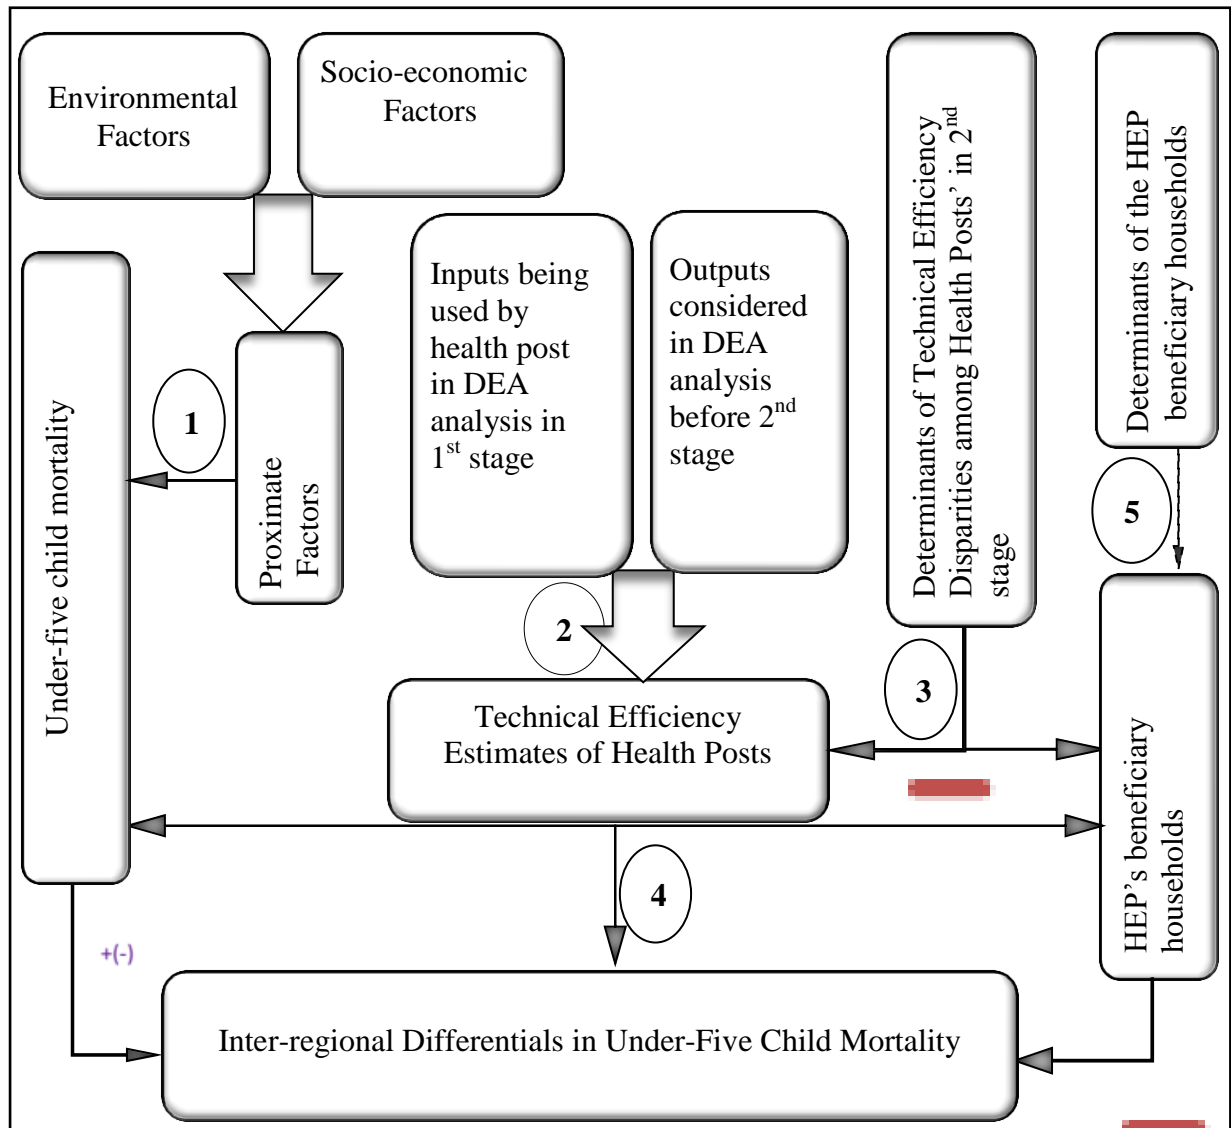 Environmental
Factors
Socio-economic
Factors
Inputs being
used by
health post
in DEA
analysis in
1st stage
Outputs
considered
in DEA
analysis
before 2nd
stage
Determinants of Technical Efficiency
Disparities among Health Posts’ in 2nd
stage
Determinants of the HEP
beneficiary households
Under-five child mortality
1
Proximate
Factors
2
3
5
Technical Efficiency
Estimates of Health Posts
HEP’s beneficiary
households
4
+(-)
Inter-regional Differentials in Under-Five Child Mortality